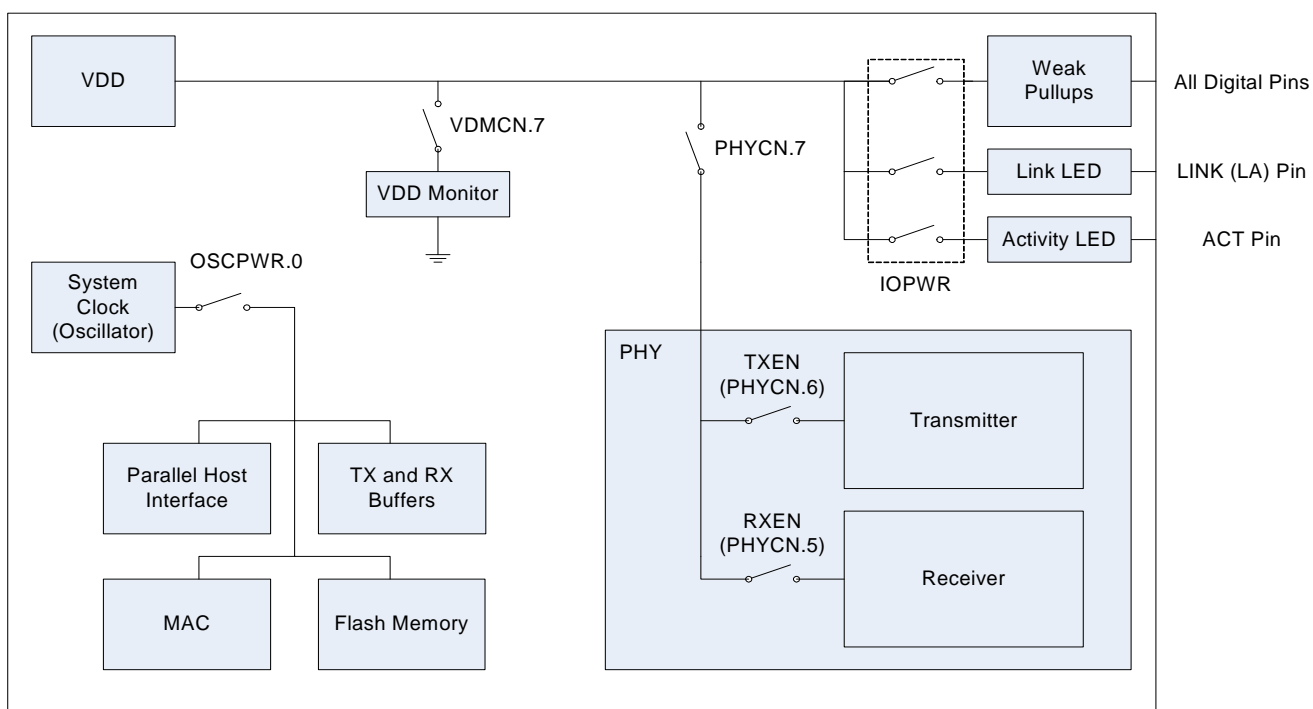 VDD
Weak
Pullups
All Digital Pins
VDMCN.7
PHYCN.7
VDD Monitor
Link LED
LINK (LA) Pin
Activity LED
ACT Pin
IOPWR
OSCPWR.0
System
Clock
(Oscillator)
PHY
TXEN
(PHYCN.6)
Transmitter
Parallel Host
Interface
TX and RX
Buffers
RXEN
(PHYCN.5)
Receiver
MAC
Flash Memory